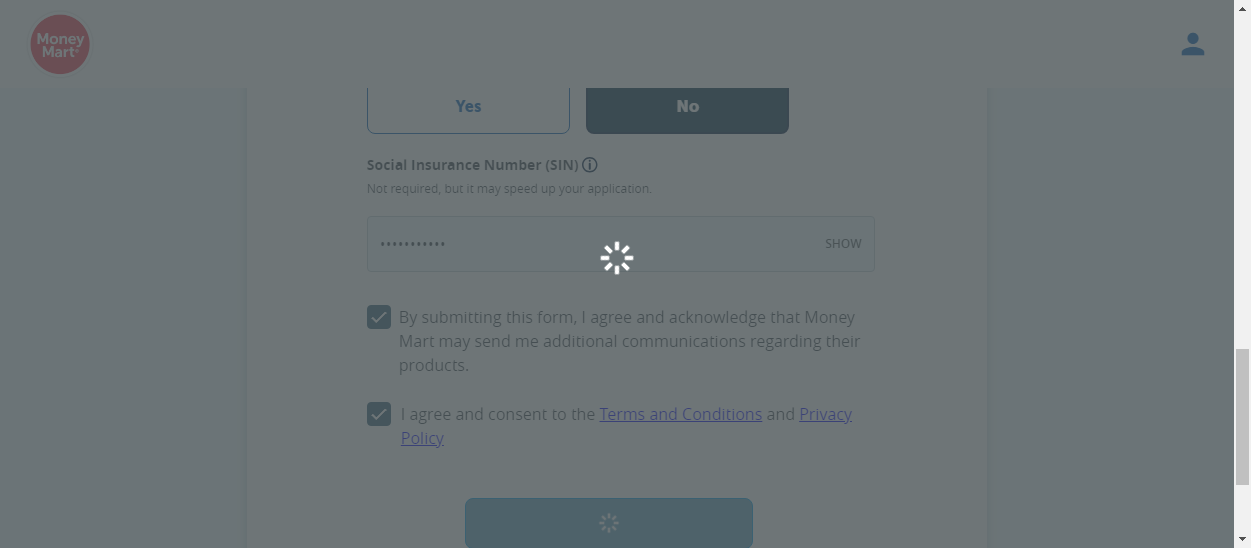 Money
Mart
Yes
No
Social Insurance Number (SIN)
Not required, but it may speed up your application.
•••••••••••
SHOW
By submitting this form, I agree and acknowledge that Money
Mart may send me additional communications regarding their
products.
I agree and consent to the Terms and Conditions and Privacy
Policy